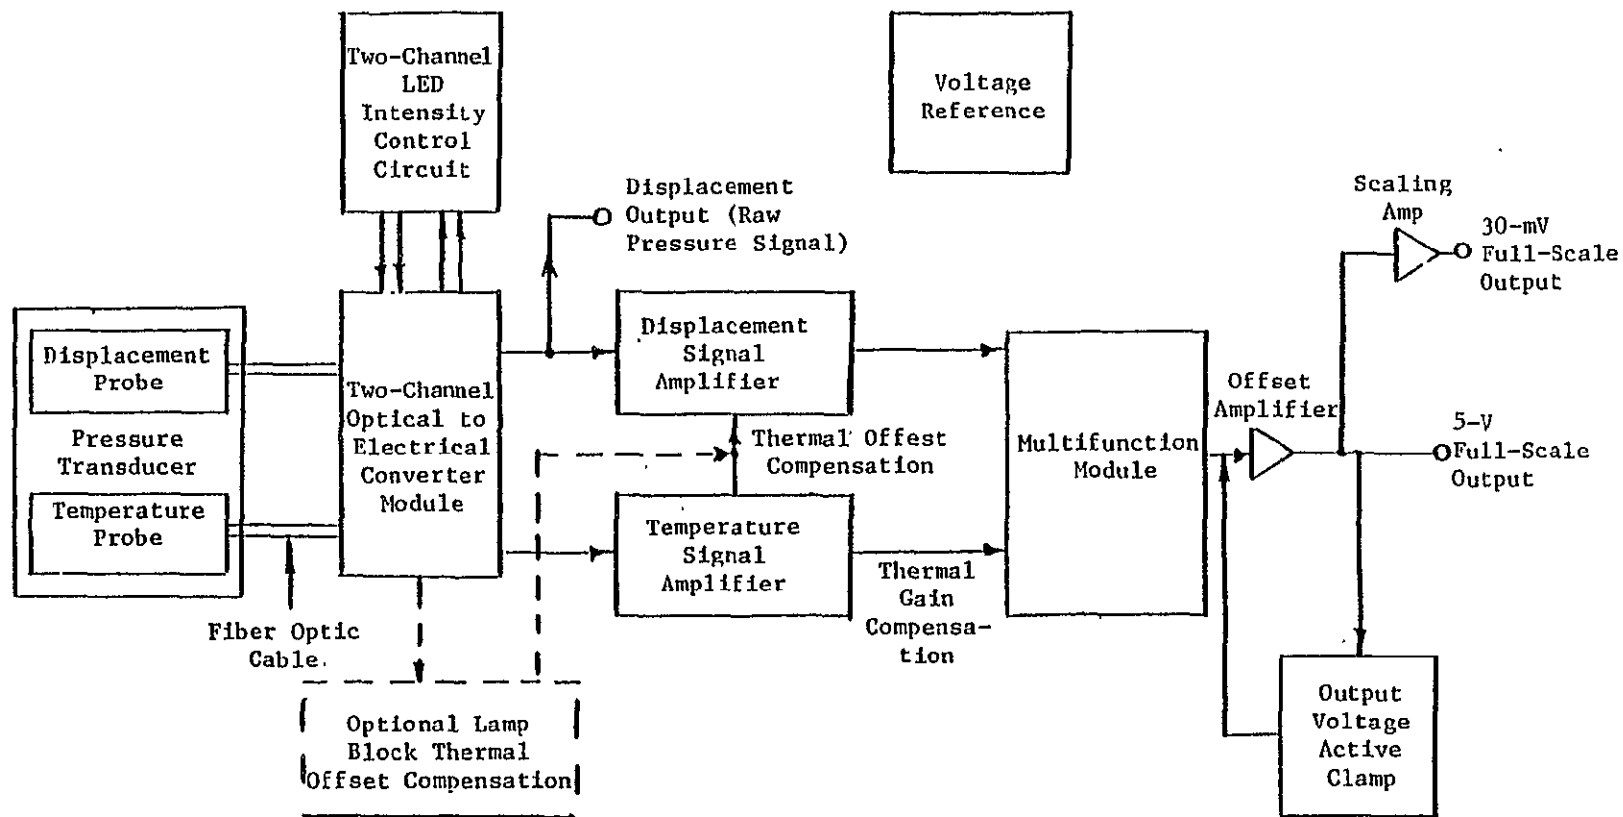 Two-Channel
LED
Intensity
Control
Circuit
Voltage
Reference
Displacement
Output (Raw
Pressure Signal)
Scaling
Amp
30-mV
Full-Scale
Output
Displacement
Probe
Pressure
Transducer
Temperature
Probe
Two-Channel
Optical to
Electrical
Converter
Module
Displacement
Signal
Amplifier
Thermal Offest
Compensation
Temperature
Signal
Amplifier
Thermal
Gain
Compensa-
tion
Multifunction
Module
Offset
Amplifier
5-V
Full-Scale
Output
Fiber Optic
Cable
Optional Lamp
Block Thermal
Offset Compensation
Output
Voltage
Active
Clamp